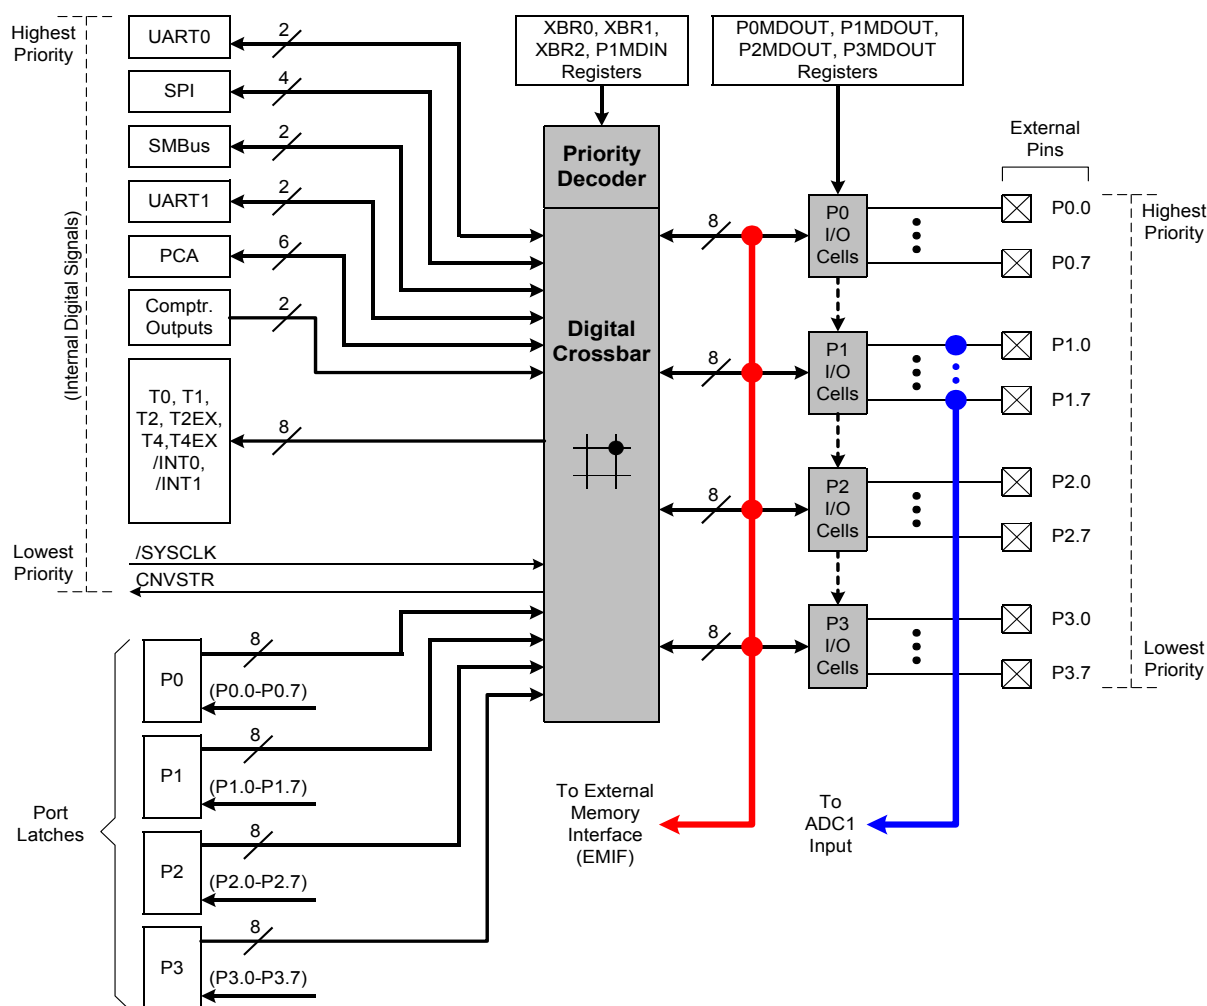 Highest
Priority
(Internal Digital Signals)
Lowest
Priority
UART0
2
SPI
4
SMBus
2
UART1
2
PCA
6
Comptr.
Outputs
2
T0, T1,
T2, T2EX,
T4,T4EX
/INT0,
/INT1
8
/SYSCLK
CNVSTR
Port
Latches
P0
8
(P0.0-P0.7)
P1
8
(P1.0-P1.7)
P2
8
(P2.0-P2.7)
P3
8
(P3.0-P3.7)
XBR0, XBR1,
XBR2, P1MDIN
Registers
Priority
Decoder
Digital
Crossbar
P0MDOUT, P1MDOUT,
P2MDOUT, P3MDOUT
Registers
External
Pins
8
P0
I/O
Cells
P0.0
P0.7
8
P1
I/O
Cells
P1.0
P1.7
8
P2
I/O
Cells
P2.0
P2.7
8
P3
I/O
Cells
P3.0
P3.7
Highest
Priority
Lowest
Priority
To External
Memory
Interface
(EMIF)
To
ADC1
Input